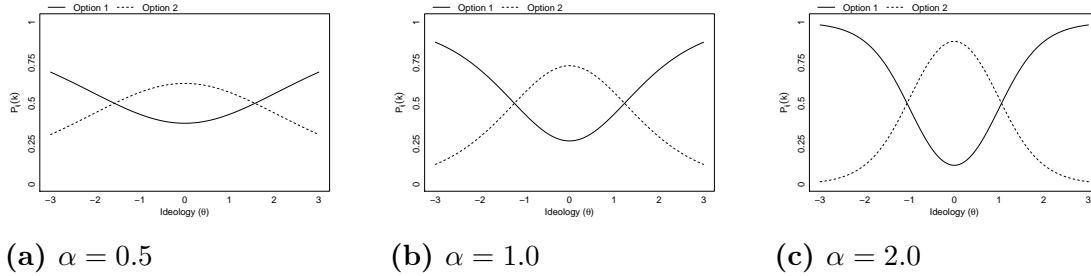 Option 1 Option 2
1
0.75
0.5
0.25
0
Pᵢ(k)
−3 −2 −1 0 1 2 3
Ideology (θ)
(a) α = 0.5
Option 1 Option 2
1
0.75
0.5
0.25
0
Pᵢ(k)
−3 −2 −1 0 1 2 3
Ideology (θ)
(b) α = 1.0
Option 1 Option 2
1
0.75
0.5
0.25
0
Pᵢ(k)
−3 −2 −1 0 1 2 3
Ideology (θ)
(c) α = 2.0